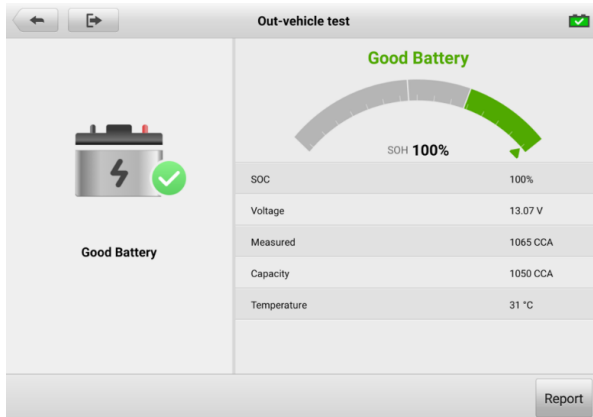 Out-vehicle test
Good Battery
SOH 100%
Good Battery
SOC 100%
Voltage 13.07 V
Measured 1065 CCA
Capacity 1050 CCA
Temperature 31 °C
Report